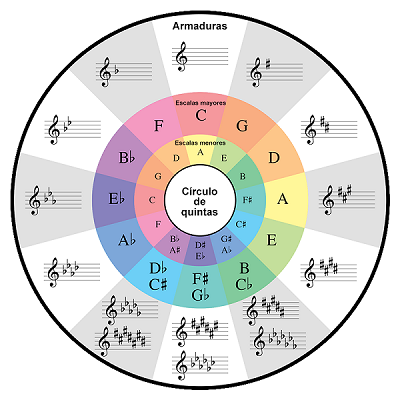 Armaduras
Escalas mayores
C
G
D
A
E
B
C♭
F♯
G♭
D♭
C♯
A♭
E♭
B♭
F
Escalas menores
A
E
B
F♯
C♯
G♯
A♭
D♯
E♭
B♭
A♯
F
C
G
D
Círculo
de
quintas